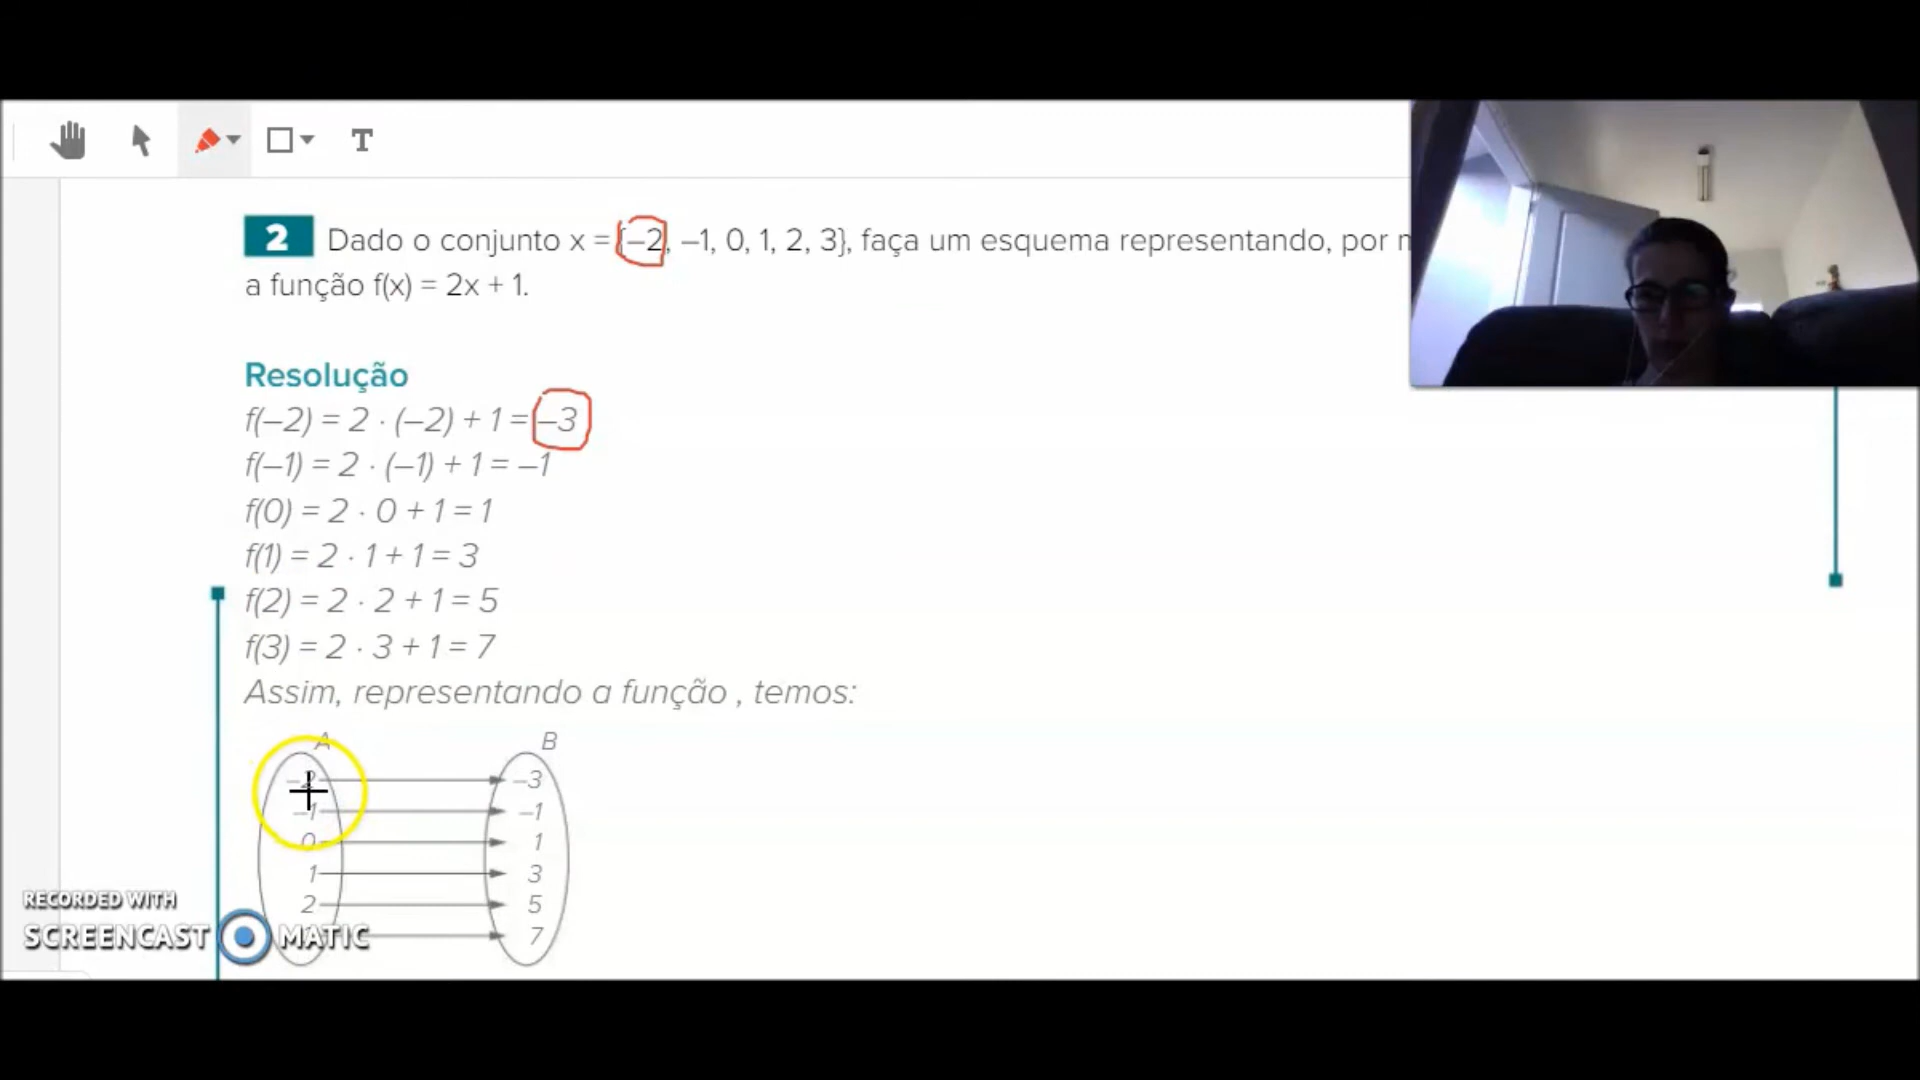 T
2 Dado o conjunto x = {–2, –1, 0, 1, 2, 3}, faça um esquema representando, por
a função f(x) = 2x + 1.
Resolução
f(–2) = 2 · (–2) + 1 = –3
f(–1) = 2 · (–1) + 1 = –1
f(0) = 2 · 0 + 1 = 1
f(1) = 2 · 1 + 1 = 3
f(2) = 2 · 2 + 1 = 5
f(3) = 2 · 3 + 1 = 7
Assim, representando a função , temos:
A B
–2 –3
–1 –1
0 1
1 3
2 5
7
RECORDED WITH
SCREENCAST MATIC